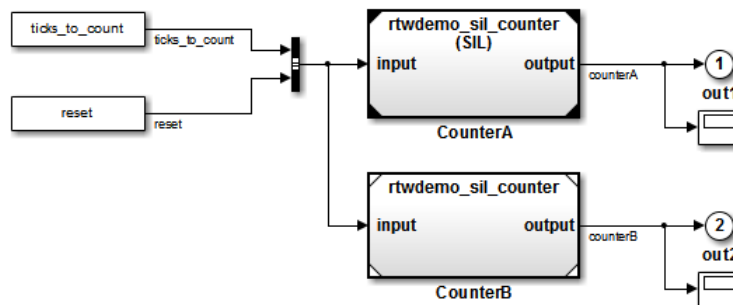 ticks_to_count
ticks_to_count
reset
reset
rtwdemo_sil_counter
(SIL)
input
output
counterA
CounterA
1
out1
rtwdemo_sil_counter
input
output
counterB
CounterB
2
out2